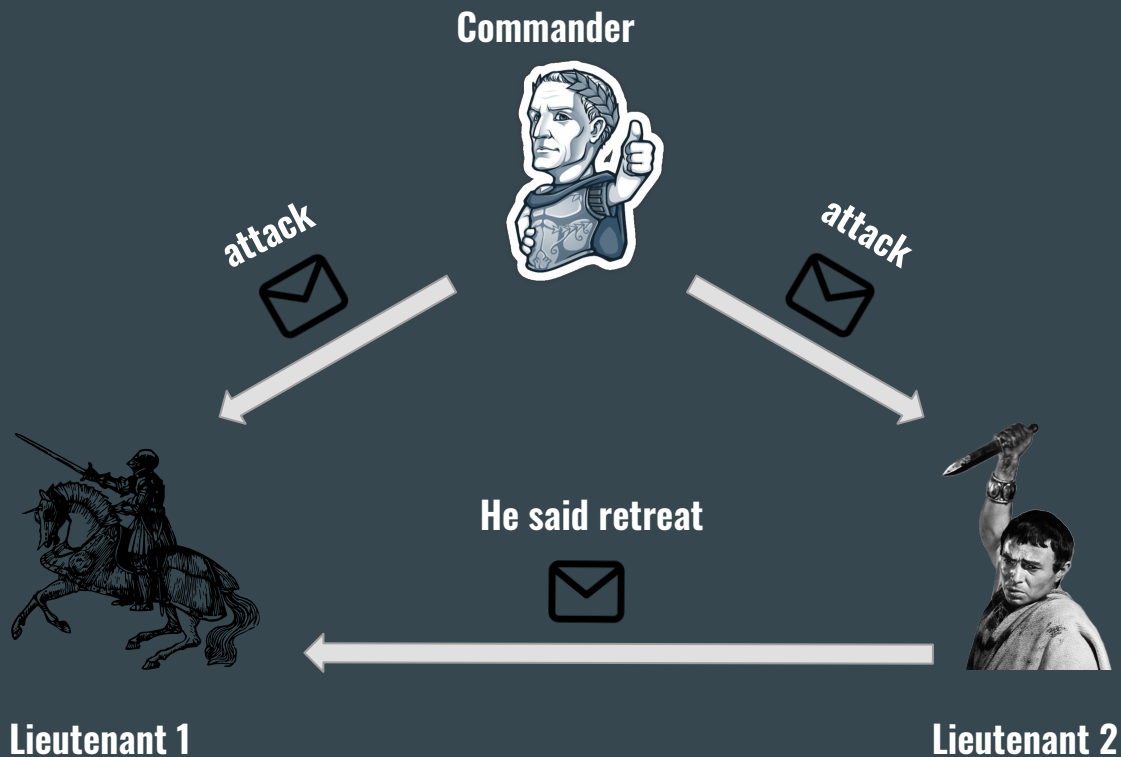 Commander
attack
attack
He said retreat
Lieutenant 1
Lieutenant 2